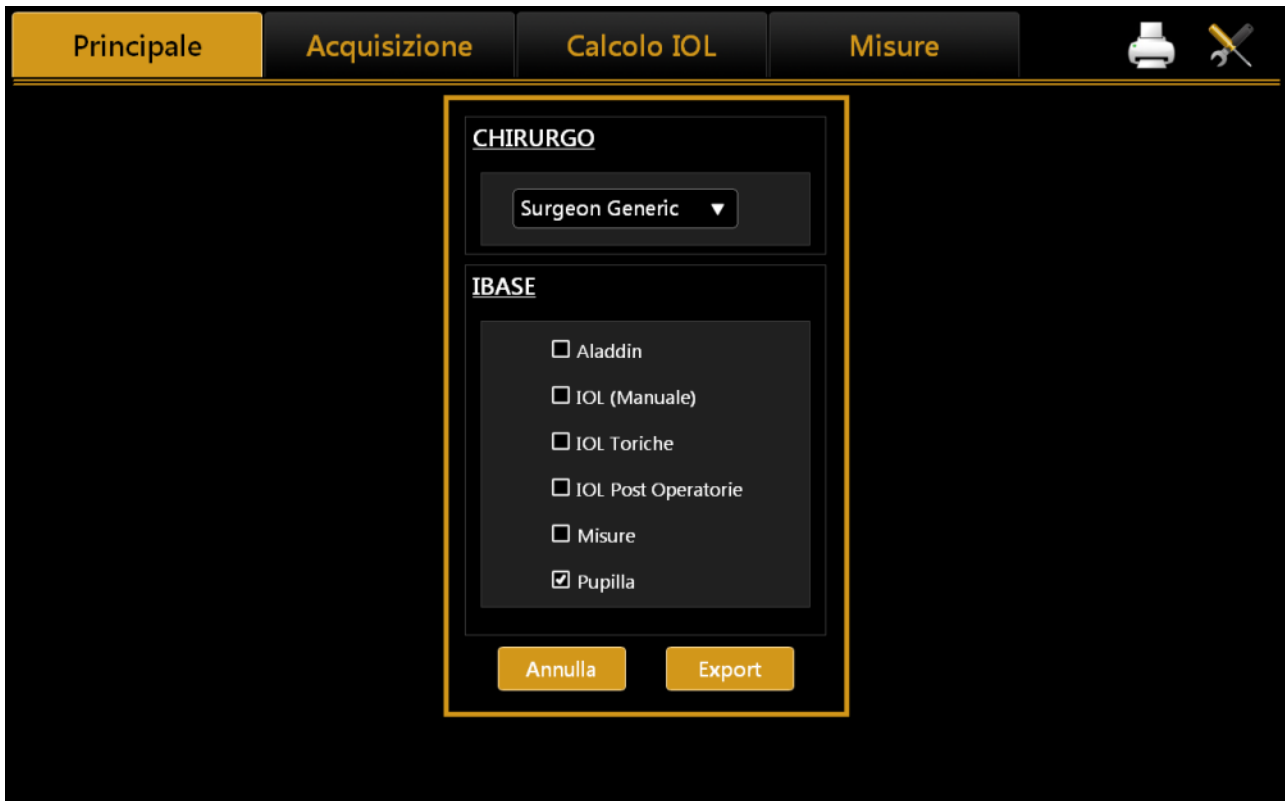 Principale Acquisizione Calcolo IOL Misure
CHIRURGO
Surgeon Generic
IBASE
Aladdin
IOL (Manuale)
IOL Toriche
IOL Post Operatorie
Misure
Pupilla
Annulla Export